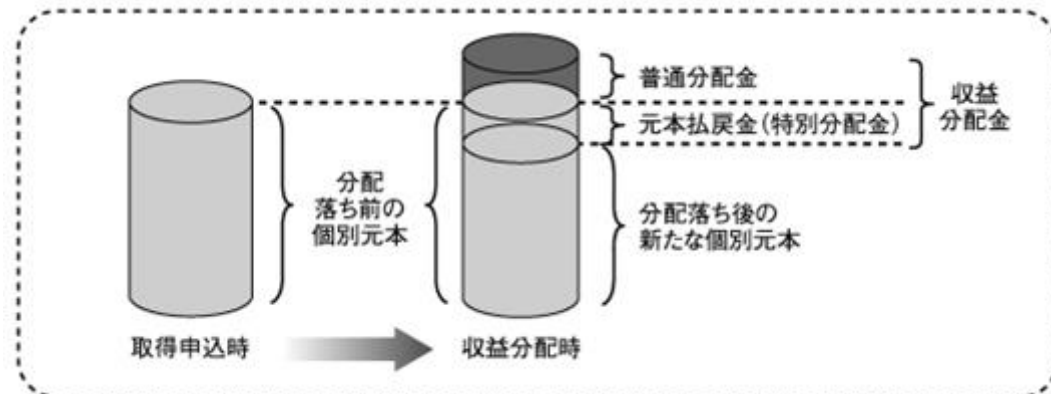 普通分配金
収益
分配金
元本払戻金(特別分配金)
分配
落ち前の
個別元本
分配落ち後の
新たな個別元本
取得申込時
収益分配時